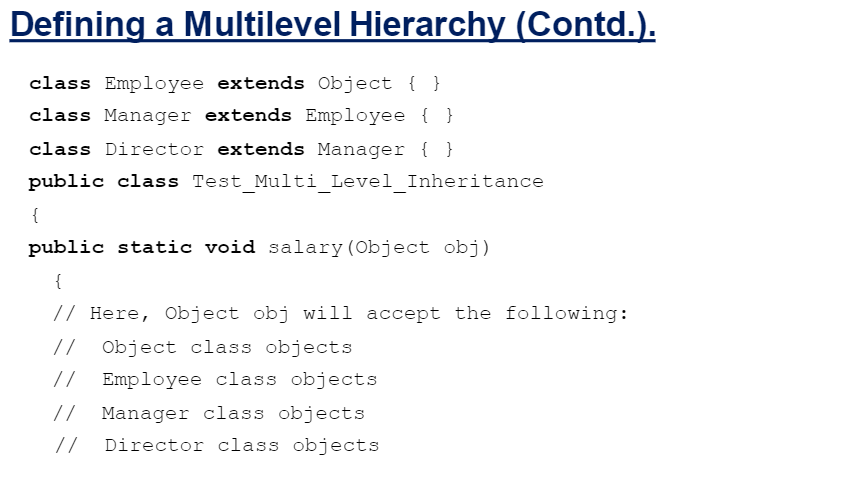 Defining a Multilevel Hierarchy (Contd.).
class Employee extends Object { }
class Manager extends Employee { }
class Director extends Manager { }
public class Test_Multi_Level_Inheritance
{
public static void salary(Object obj)
{
// Here, Object obj will accept the following:
// Object class objects
// Employee class objects
// Manager class objects
// Director class objects